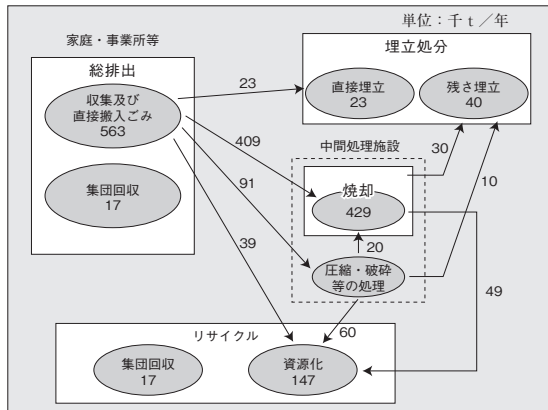 単位：千ｔ／年
家庭・事業所等
総排出
収集及び
直接搬入ごみ
563
集団回収
17
埋立処分
直接埋立
23
残さ埋立
40
23
409
91
39
中間処理施設
焼却
429
30
10
20
圧縮・破砕
等の処理
49
60
リサイクル
集団回収
17
資源化
147